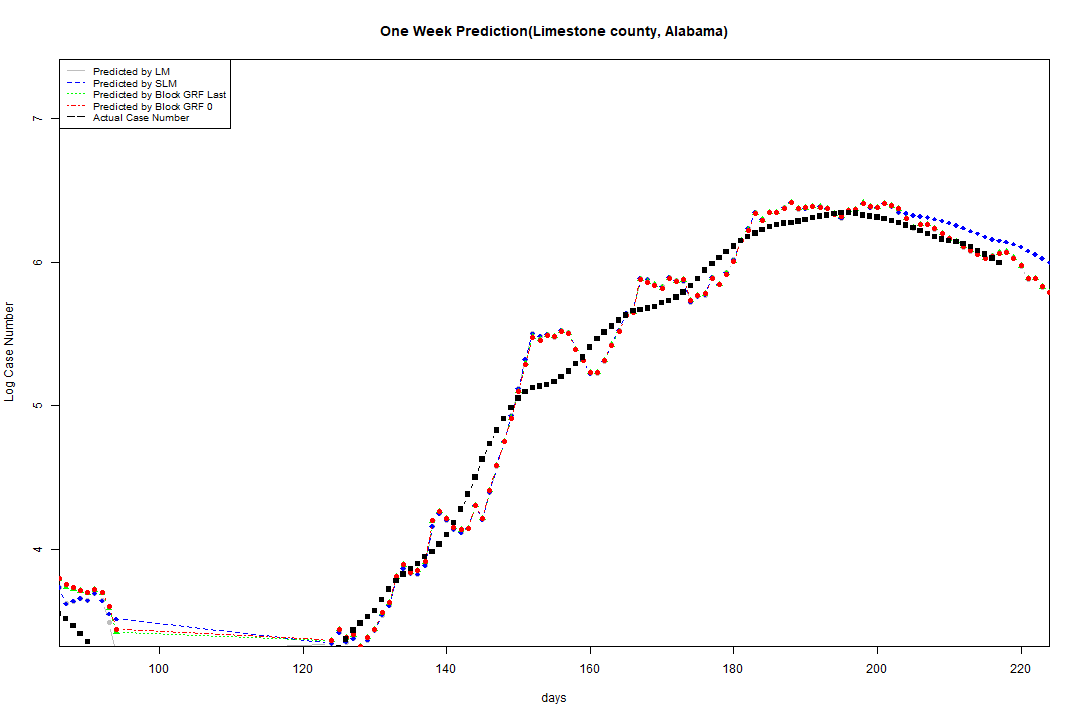 One Week Prediction(Limestone county, Alabama)
Predicted by LM
Predicted by SLM
Predicted by Block GRF Last
Predicted by Block GRF 0
Actual Case Number
7
6
5
4
Log Case Number
100 120 140 160 180 200 220
days